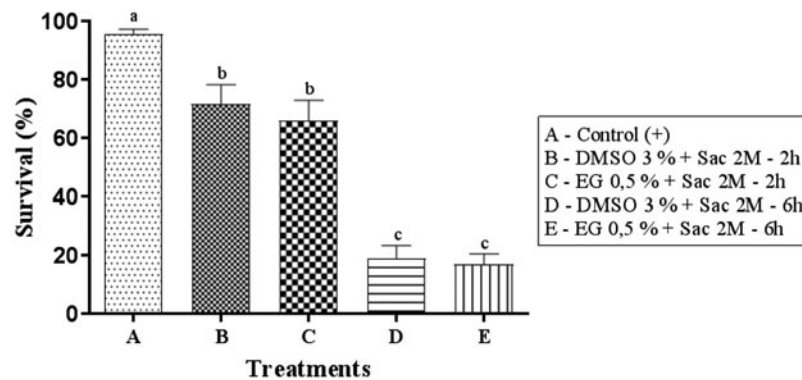 100
80
60
40
20
0
Survival (%)
a
b
b
c
c
A B C D E
Treatments
A - Control (+)
B - DMSO 3 % + Sac 2M - 2h
C - EG 0,5 % + Sac 2M - 2h
D - DMSO 3 % + Sac 2M - 6h
E - EG 0,5 % + Sac 2M - 6h